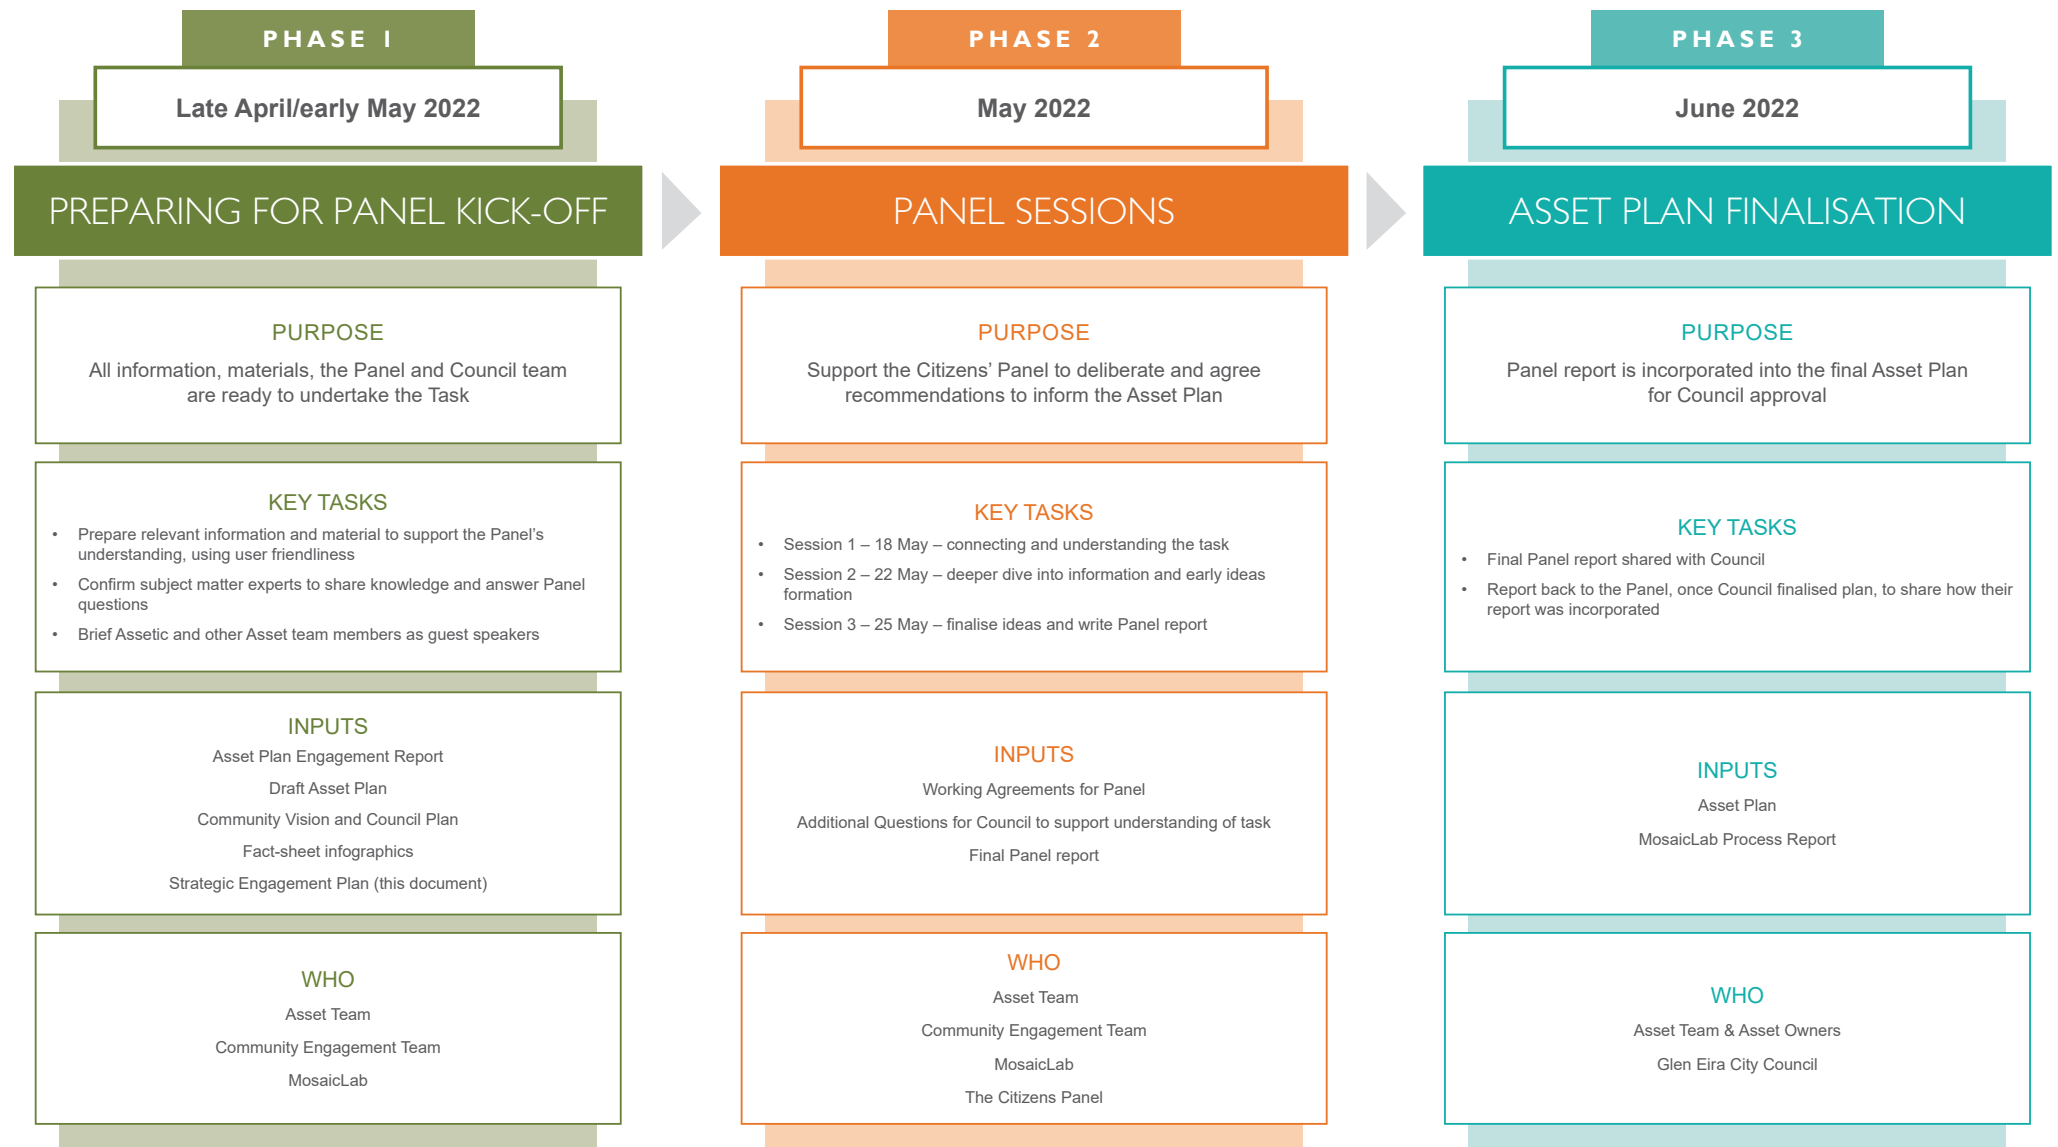 PHASE 1
Late April/early May 2022
PREPARING FOR PANEL KICK-OFF
PURPOSE
All information, materials, the Panel and Council team
are ready to undertake the Task
KEY TASKS
• Prepare relevant information and material to support the Panel's
understanding, using user friendliness
• Confirm subject matter experts to share knowledge and answer Panel
questions
• Brief Assetic and other Asset team members as guest speakers
INPUTS
Asset Plan Engagement Report
Draft Asset Plan
Community Vision and Council Plan
Fact-sheet infographics
Strategic Engagement Plan (this document)
WHO
Asset Team
Community Engagement Team
MosaicLab
PHASE 2
May 2022
PANEL SESSIONS
PURPOSE
Support the Citizens' Panel to deliberate and agree
recommendations to inform the Asset Plan
KEY TASKS
• Session 1 – 18 May – connecting and understanding the task
• Session 2 – 22 May – deeper dive into information and early ideas
formation
• Session 3 – 25 May – finalise ideas and write Panel report
INPUTS
Working Agreements for Panel
Additional Questions for Council to support understanding of task
Final Panel report
WHO
Asset Team
Community Engagement Team
MosaicLab
The Citizens Panel
PHASE 3
June 2022
ASSET PLAN FINALISATION
PURPOSE
Panel report is incorporated into the final Asset Plan
for Council approval
KEY TASKS
• Final Panel report shared with Council
• Report back to the Panel, once Council finalised plan, to share how their
report was incorporated
INPUTS
Asset Plan
MosaicLab Process Report
WHO
Asset Team & Asset Owners
Glen Eira City Council